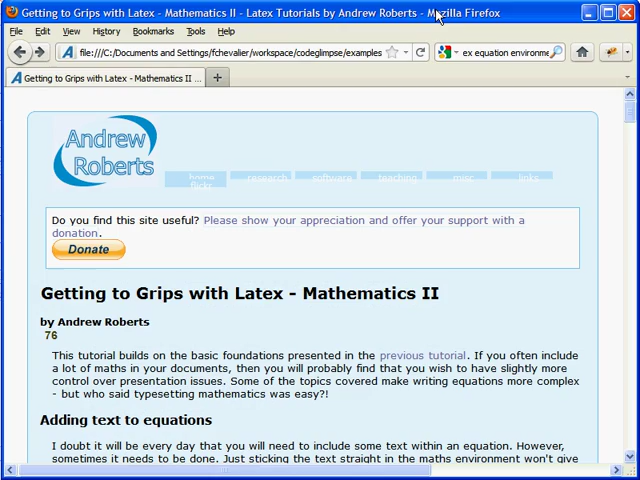 Getting to Grips with Latex - Mathematics II - Latex Tutorials by Andrew Roberts - Mozilla Firefox
File Edit View History Bookmarks Tools Help
file:///C:/Documents and Settings/fchevalier/workspace/codeglimpse/examples
ex equation environme
Getting to Grips with Latex - Mathematics II ...
Andrew
Roberts
home research software teaching misc links
flickr
Do you find this site useful? Please show your appreciation and offer your support with a
donation.
Donate
Getting to Grips with Latex - Mathematics II
by Andrew Roberts
76
This tutorial builds on the basic foundations presented in the previous tutorial. If you often include
a lot of maths in your documents, then you will probably find that you wish to have slightly more
control over presentation issues. Some of the topics covered make writing equations more complex
- but who said typesetting mathematics was easy?!
Adding text to equations
I doubt it will be every day that you will need to include some text within an equation. However,
sometimes it needs to be done. Just sticking the text straight in the maths environment won't give